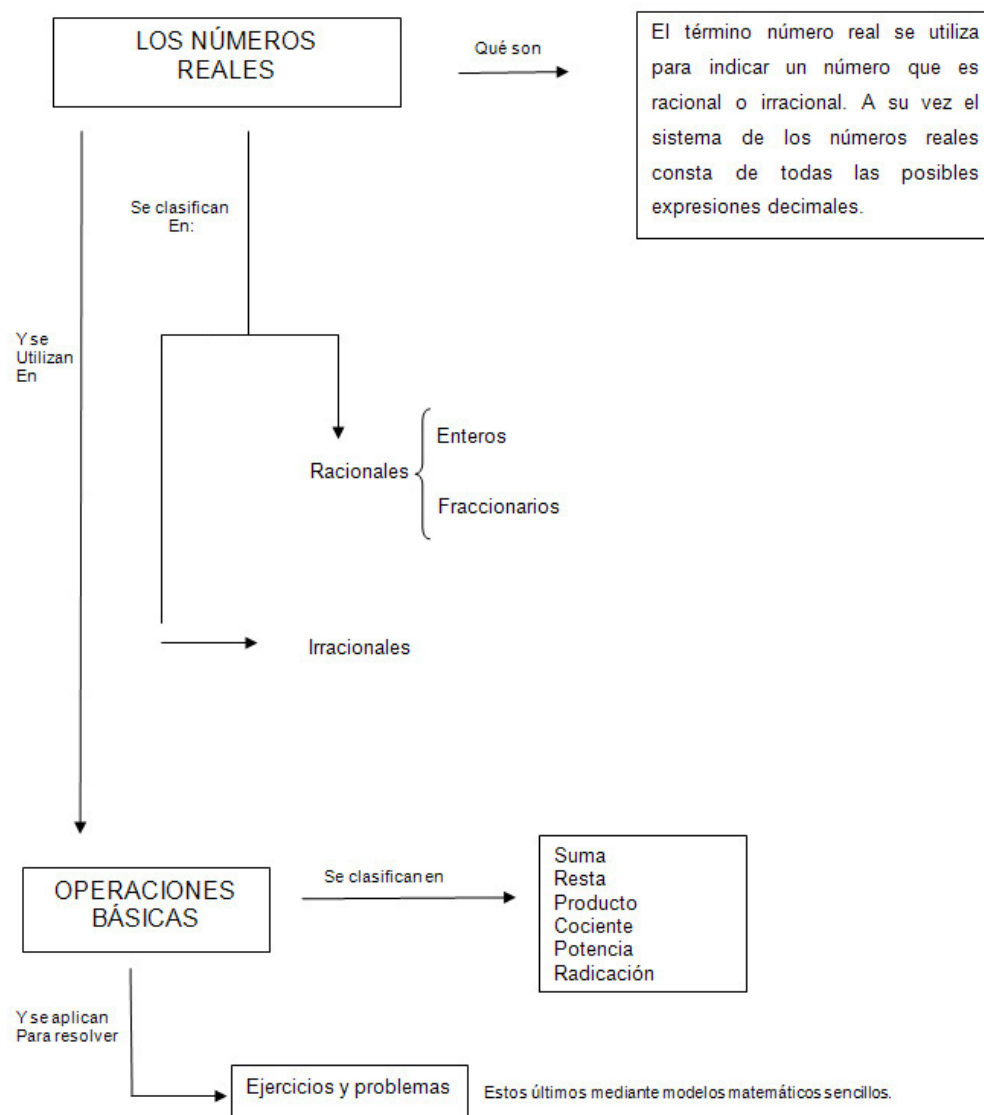 LOS NÚMEROS
REALES
Qué son
El término número real se utiliza
para indicar un número que es
racional o irracional. A su vez el
sistema de los números reales
consta de todas las posibles
expresiones decimales.
Se clasifican
En:
Y se
Utilizan
En
Racionales
Enteros
Fraccionarios
Irracionales
OPERACIONES
BÁSICAS
Se clasifican en
Suma
Resta
Producto
Cociente
Potencia
Radicación
Y se aplican
Para resolver
Ejercicios y problemas
Estos últimos mediante modelos matemáticos sencillos.